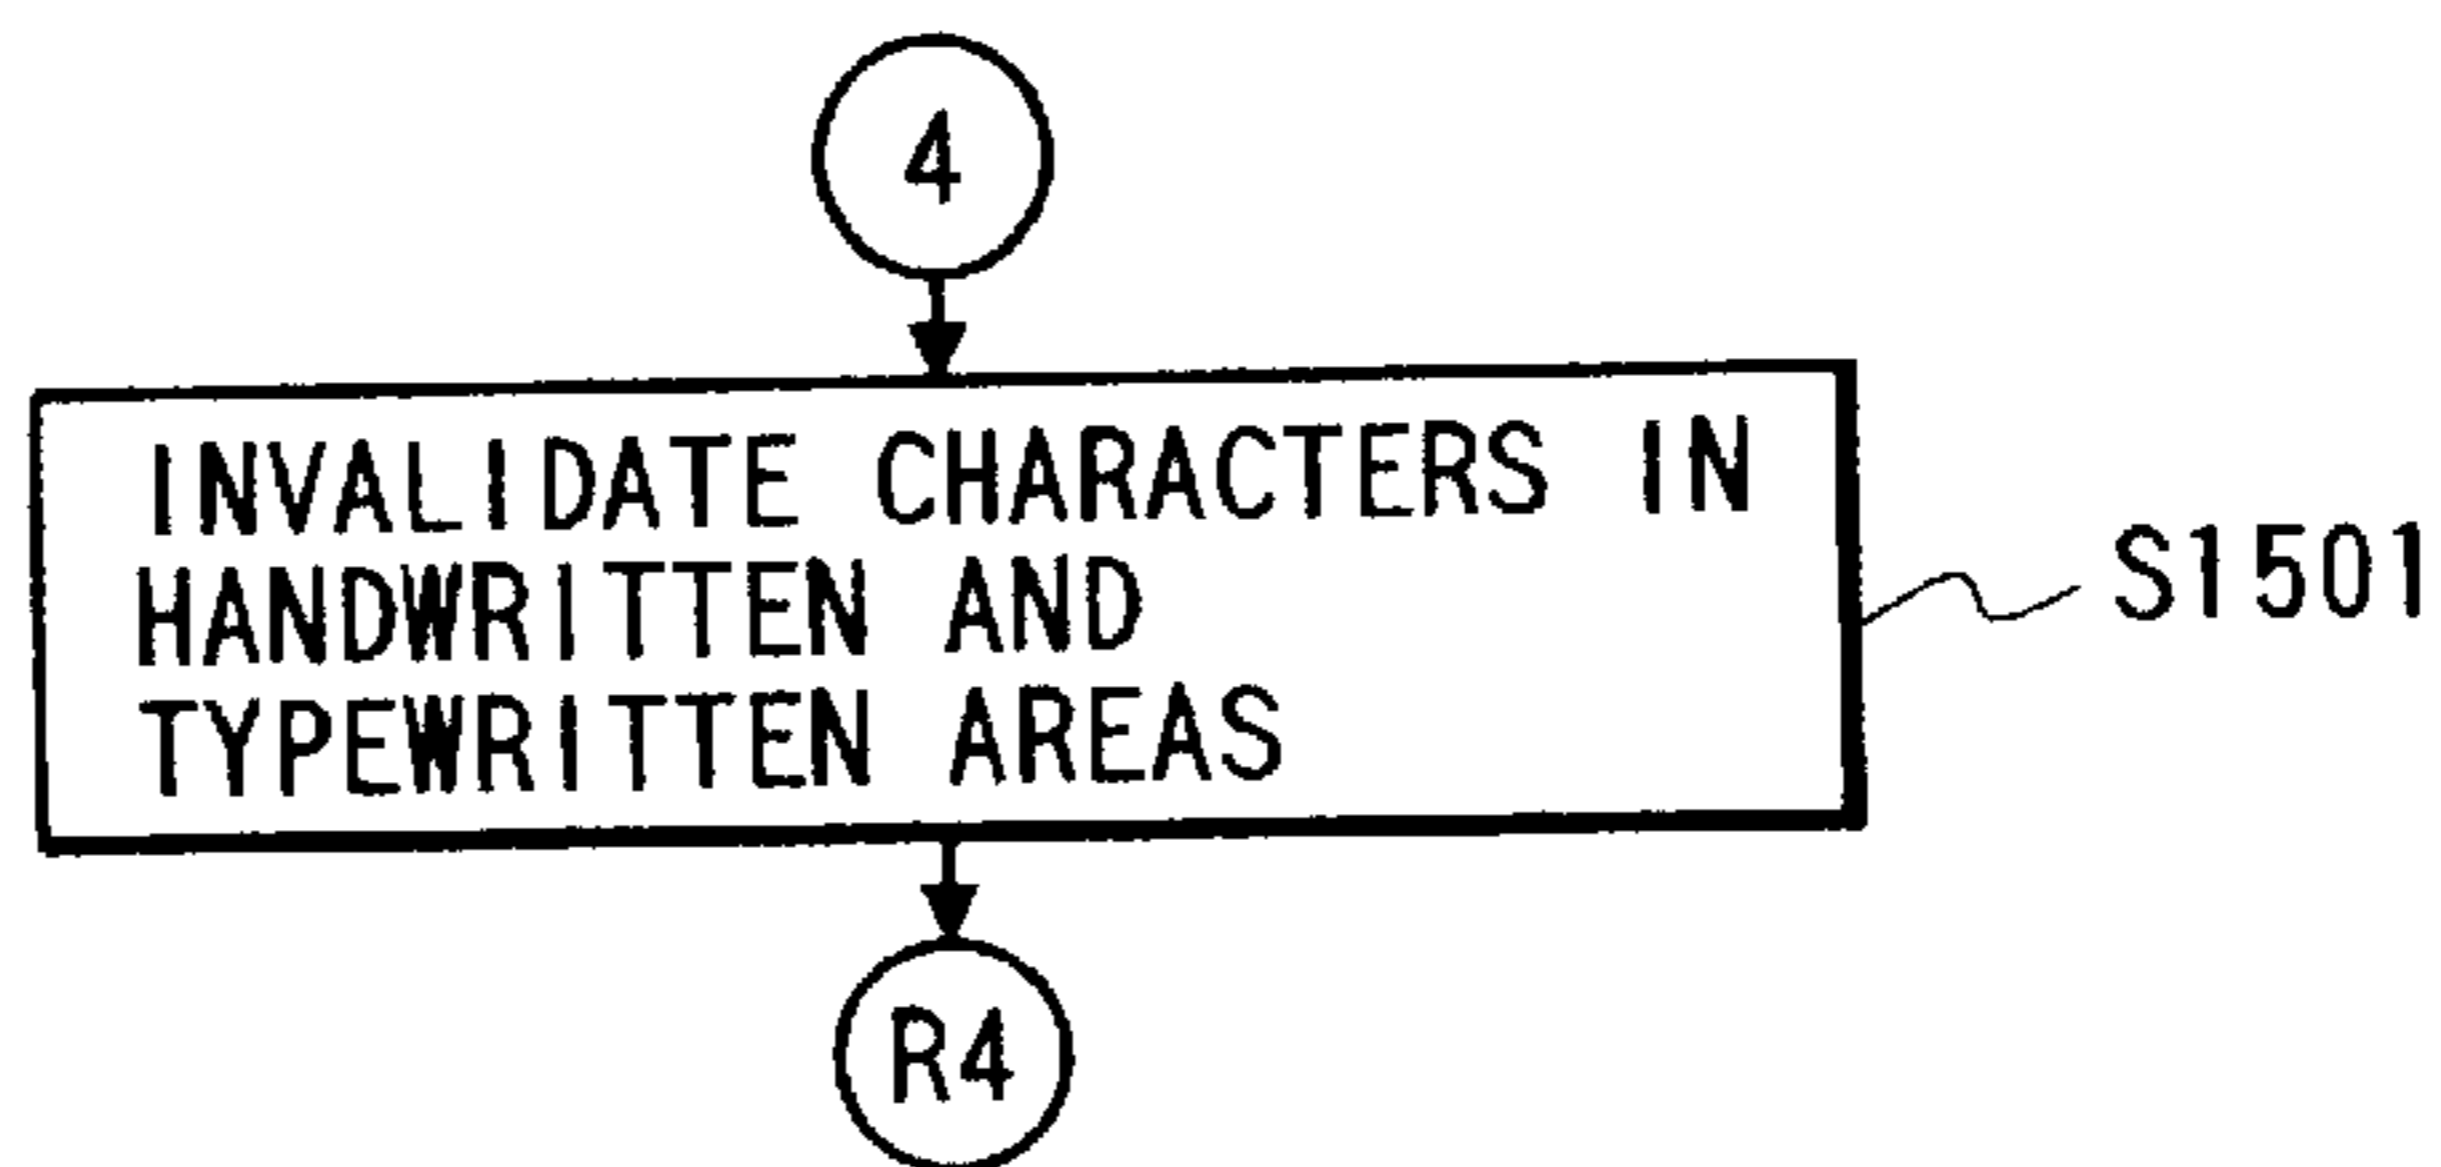 4
INVALIDATE CHARACTERS IN
HANDWRITTEN AND
TYPEWRITTEN AREAS
S1501
R4